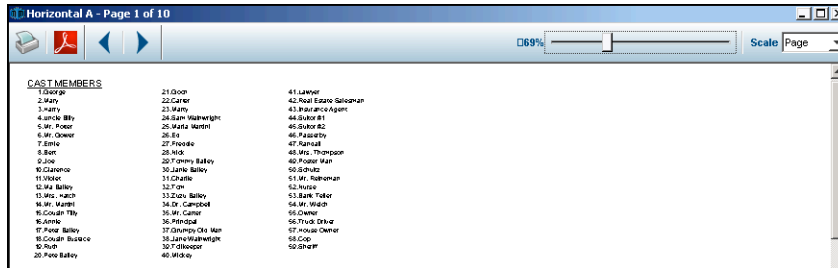 Horizontal A - Page 1 of 10
69%
Scale Page
CAST MEMBERS
1.George
2.Mary
3.Harry
4.Uncle Billy
5.Mr. Potter
6.Mr. Gower
7.Ernie
8.Bert
9.Joe
10.Clarence
11.Violet
12.Ma Bailey
13.Mrs. Hatch
14.Mr. Martini
15.Cousin Tilly
16.Annie
17.Peter Bailey
18.Cousin Eustace
19.Ruth
20.Pete Bailey
21.Gooch
22.Carter
23.Marty
24.Sam Wainwright
25.Maria Martini
26.Ed
27.Freddie
28.Nick
29.Tommy Bailey
30.Janie Bailey
31.Charlie
32.Tom
33.Zuzu Bailey
34.Dr. Campbell
35.Mr. Carter
36.Principal
37.Grumpy Old Man
38.Jane Wainwright
39.Tollkeeper
40.Mickey
41.Lawyer
42.Real Estate Salesman
43.Insurance Agent
44.Suitor #1
45.Suitor #2
46.Passerby
47.Randall
48.Mrs. Thompson
49.Poster Man
50.Schultz
51.Mr. Reineman
52.Nurse
53.Bank Teller
54.Mr. Welch
55.Owner
56.Truck Driver
57.House Owner
58.Cop
59.Sheriff